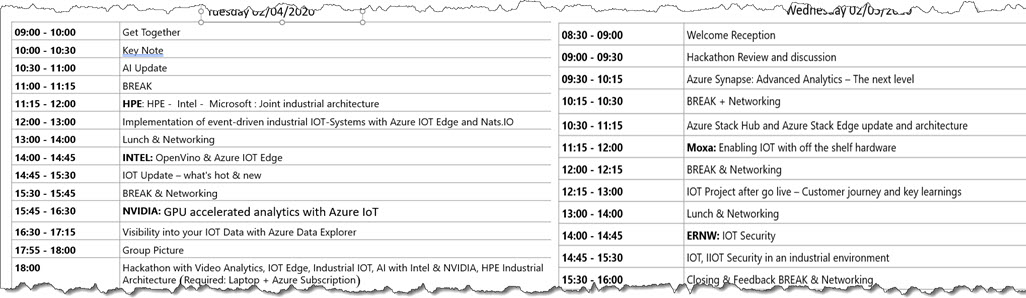 Tuesday 02/04/2020
09:00 - 10:00 Get Together
10:00 - 10:30 Key Note
10:30 - 11:00 AI Update
11:00 - 11:15 BREAK
11:15 - 12:00 HPE: HPE - Intel - Microsoft : Joint industrial architecture
12:00 - 13:00 Implementation of event-driven industrial IOT-Systems with Azure IOT Edge and Nats.IO
13:00 - 14:00 Lunch & Networking
14:00 - 14:45 INTEL: OpenVino & Azure IOT Edge
14:45 - 15:30 IOT Update – what's hot & new
15:30 - 15:45 BREAK & Networking
15:45 - 16:30 NVIDIA: GPU accelerated analytics with Azure IoT
16:30 - 17:15 Visibility into your IOT Data with Azure Data Explorer
17:55 - 18:00 Group Picture
18:00 Hackathon with Video Analytics, IOT Edge, Industrial IOT, AI with Intel & NVIDIA, HPE Industrial
Architecture (Required: Laptop + Azure Subscription)
Wednesday 02/05/2020
08:30 - 09:00 Welcome Reception
09:00 - 09:30 Hackathon Review and discussion
09:30 - 10:15 Azure Synapse: Advanced Analytics – The next level
10:15 - 10:30 BREAK + Networking
10:30 - 11:15 Azure Stack Hub and Azure Stack Edge update and architecture
11:15 - 12:00 Moxa: Enabling IOT with off the shelf hardware
12:00 - 12:15 BREAK & Networking
12:15 - 13:00 IOT Project after go live – Customer journey and key learnings
13:00 - 14:00 Lunch & Networking
14:00 - 14:45 ERNW: IOT Security
14:45 - 15:30 IOT, IIOT Security in an industrial environment
15:30 - 16:00 Closing & Feedback BREAK & Networking